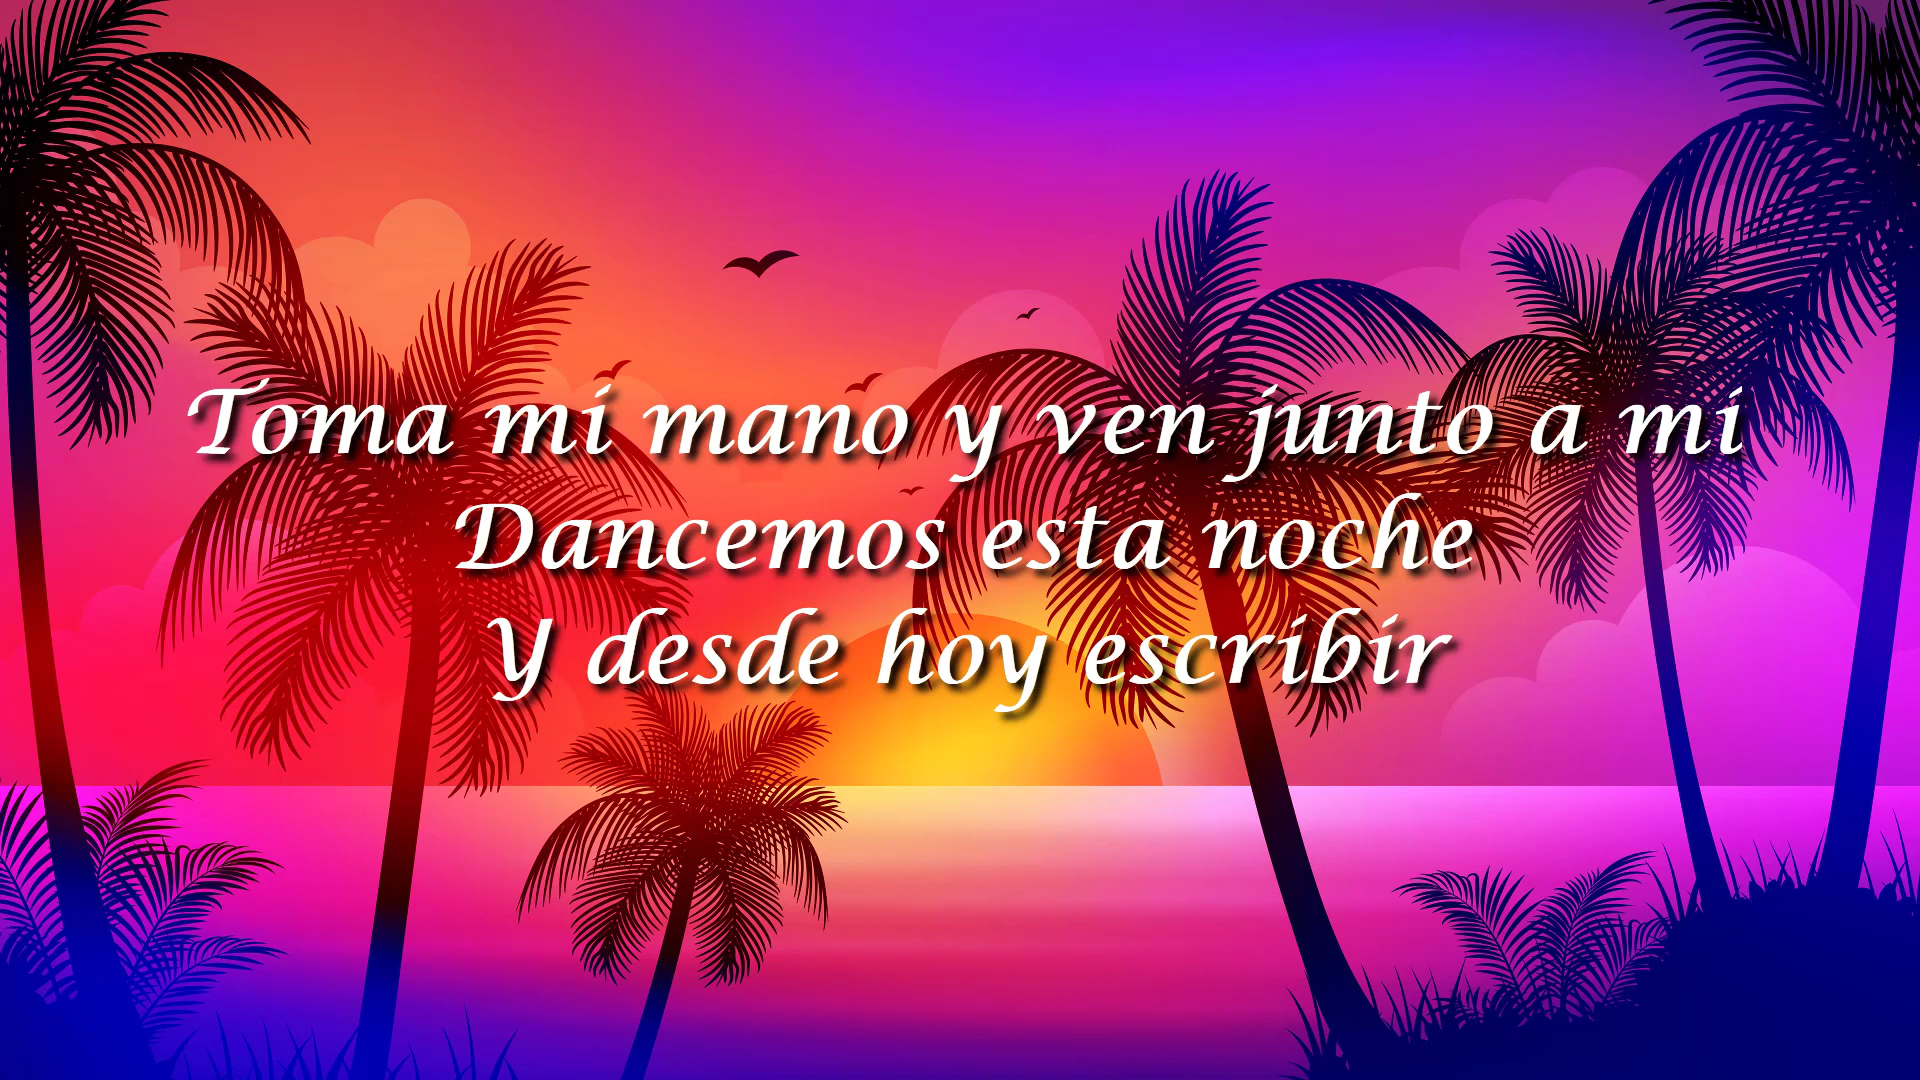 Toma mi mano y ven junto a mi
Dancemos esta noche
Y desde hoy escribir